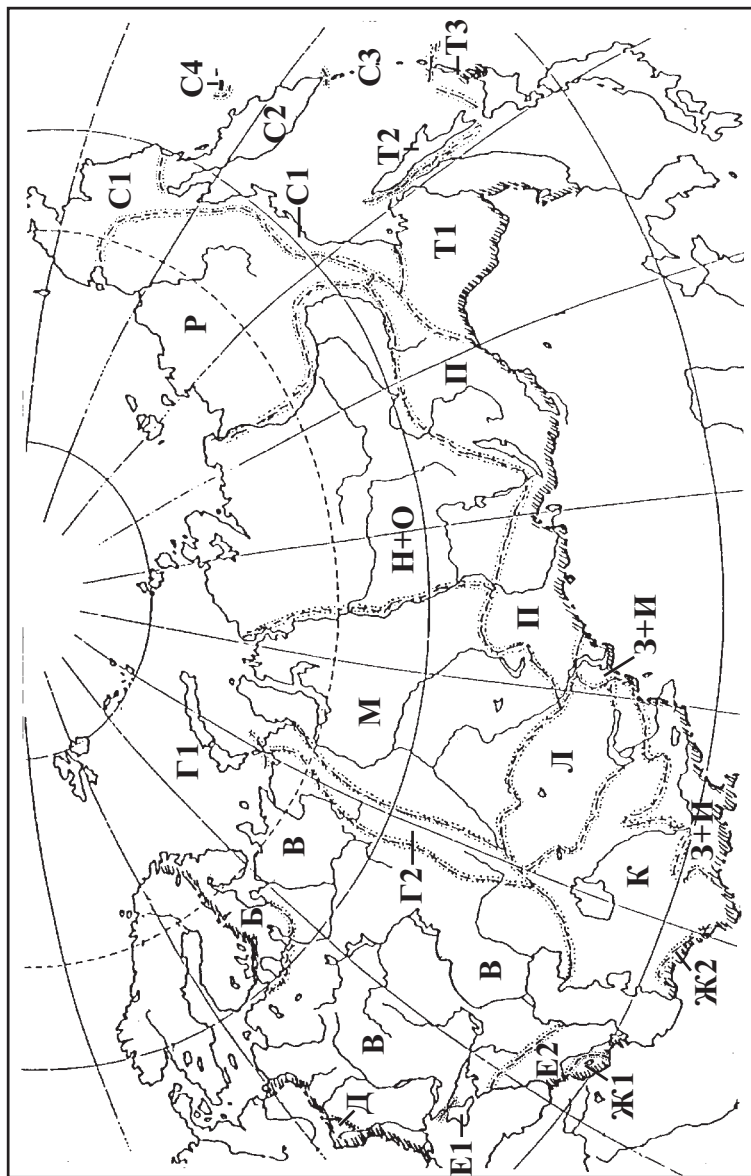 С4
С3
Т3
С2
Т2
С1
С1
Т1
Р
П
Н+О
П
З+И
М
Л
Г1
З+И
В
Г2
К
Б
В
Ж2
В
Е2
Д
Ж1
Е1